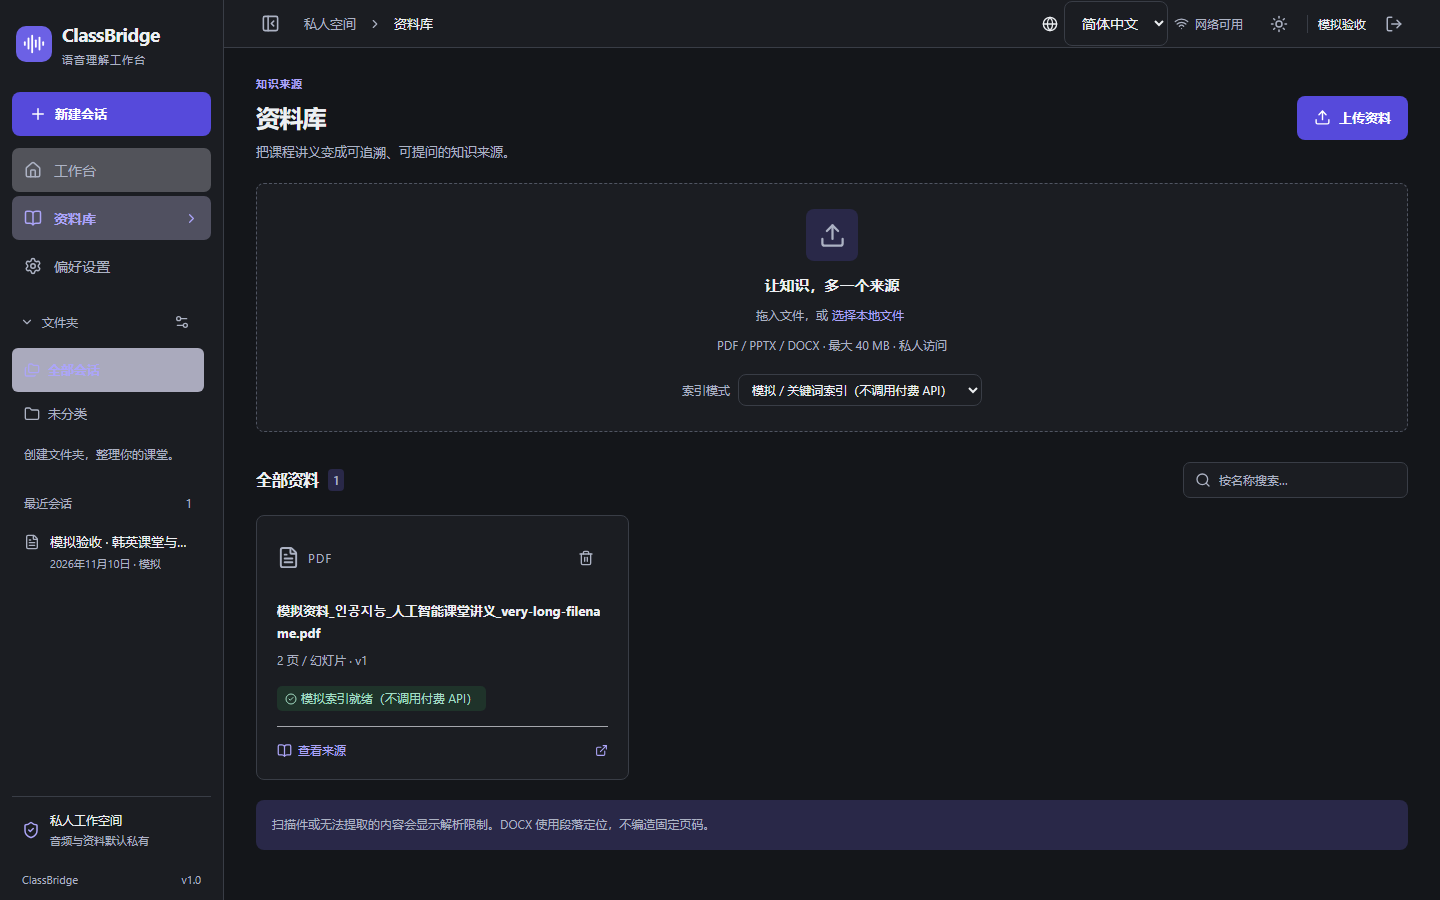 ClassBridge
语音理解工作台
新建会话
工作台
资料库
偏好设置
文件夹
全部会话
未分类
创建文件夹，整理你的课堂。
最近会话 1
模拟验收 · 韩英课堂与...
2026年11月10日 · 模拟
私人工作空间
音频与资料默认私有
ClassBridge v1.0
私人空间 资料库
简体中文 网络可用 模拟验收
知识来源
资料库
把课程讲义变成可追溯、可提问的知识来源。
上传资料
让知识，多一个来源
拖入文件，或 选择本地文件
PDF / PPTX / DOCX · 最大 40 MB · 私人访问
索引模式 模拟 / 关键词索引（不调用付费 API）
全部资料 1
按名称搜索...
PDF
模拟资料_인공지능_人工智能课堂讲义_very-long-filena
me.pdf
2 页 / 幻灯片 · v1
模拟索引就绪（不调用付费 API）
查看来源
扫描件或无法提取的内容会显示解析限制。DOCX 使用段落定位，不编造固定页码。